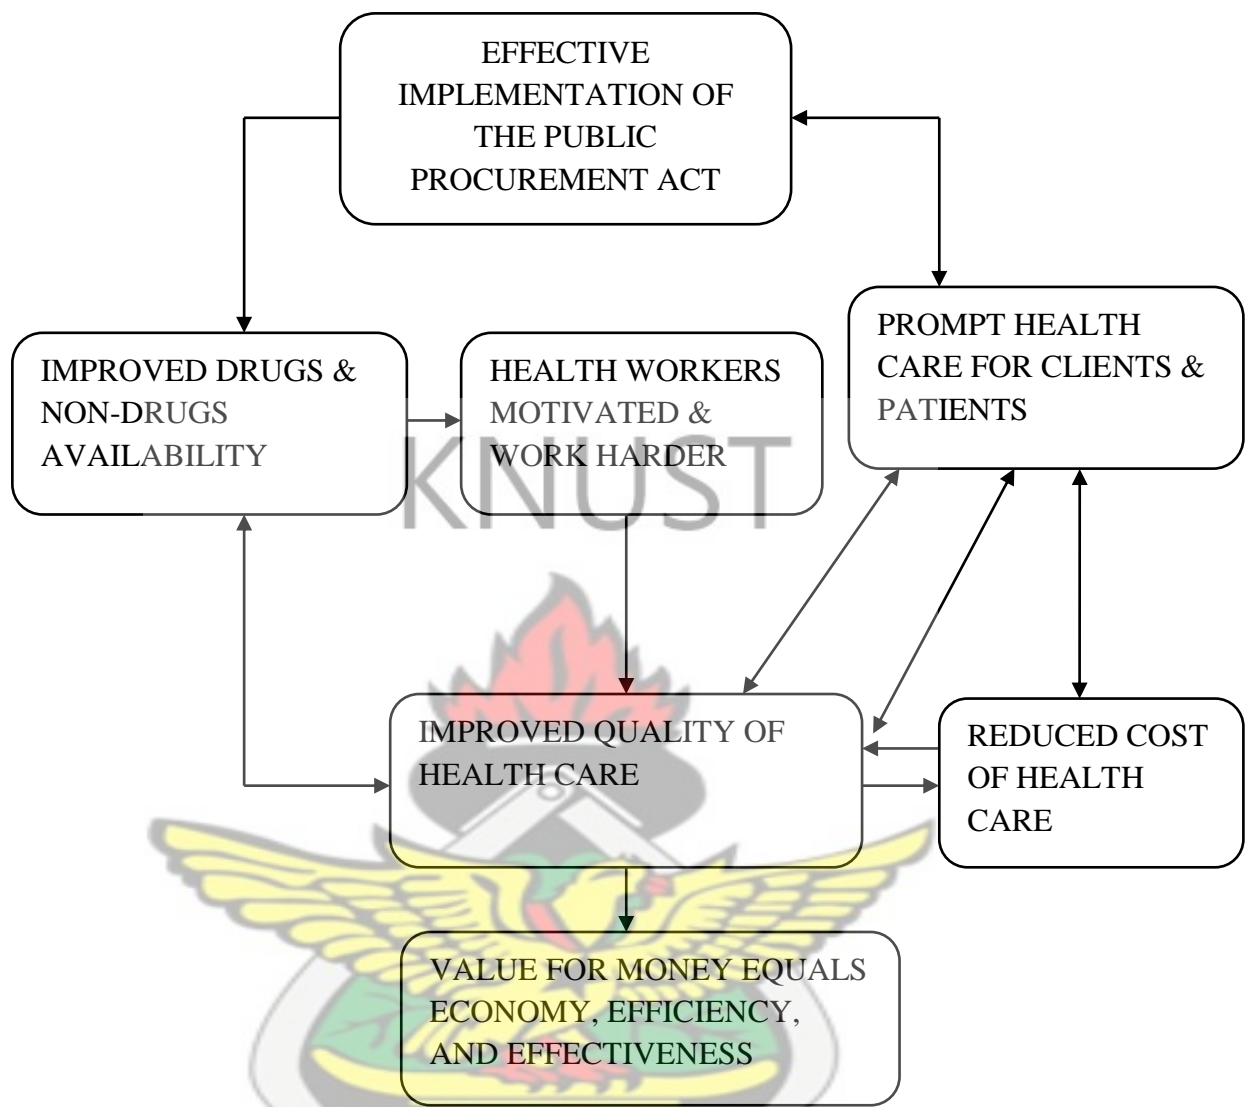 EFFECTIVE
IMPLEMENTATION OF
THE PUBLIC
PROCUREMENT ACT
IMPROVED DRUGS &
NON-DRUGS
AVAILABILITY
HEALTH WORKERS
MOTIVATED &
WORK HARDER
PROMPT HEALTH
CARE FOR CLIENTS &
PATIENTS
KNUST
IMPROVED QUALITY OF
HEALTH CARE
REDUCED COST
OF HEALTH
CARE
VALUE FOR MONEY EQUALS
ECONOMY, EFFICIENCY,
AND EFFECTIVENESS